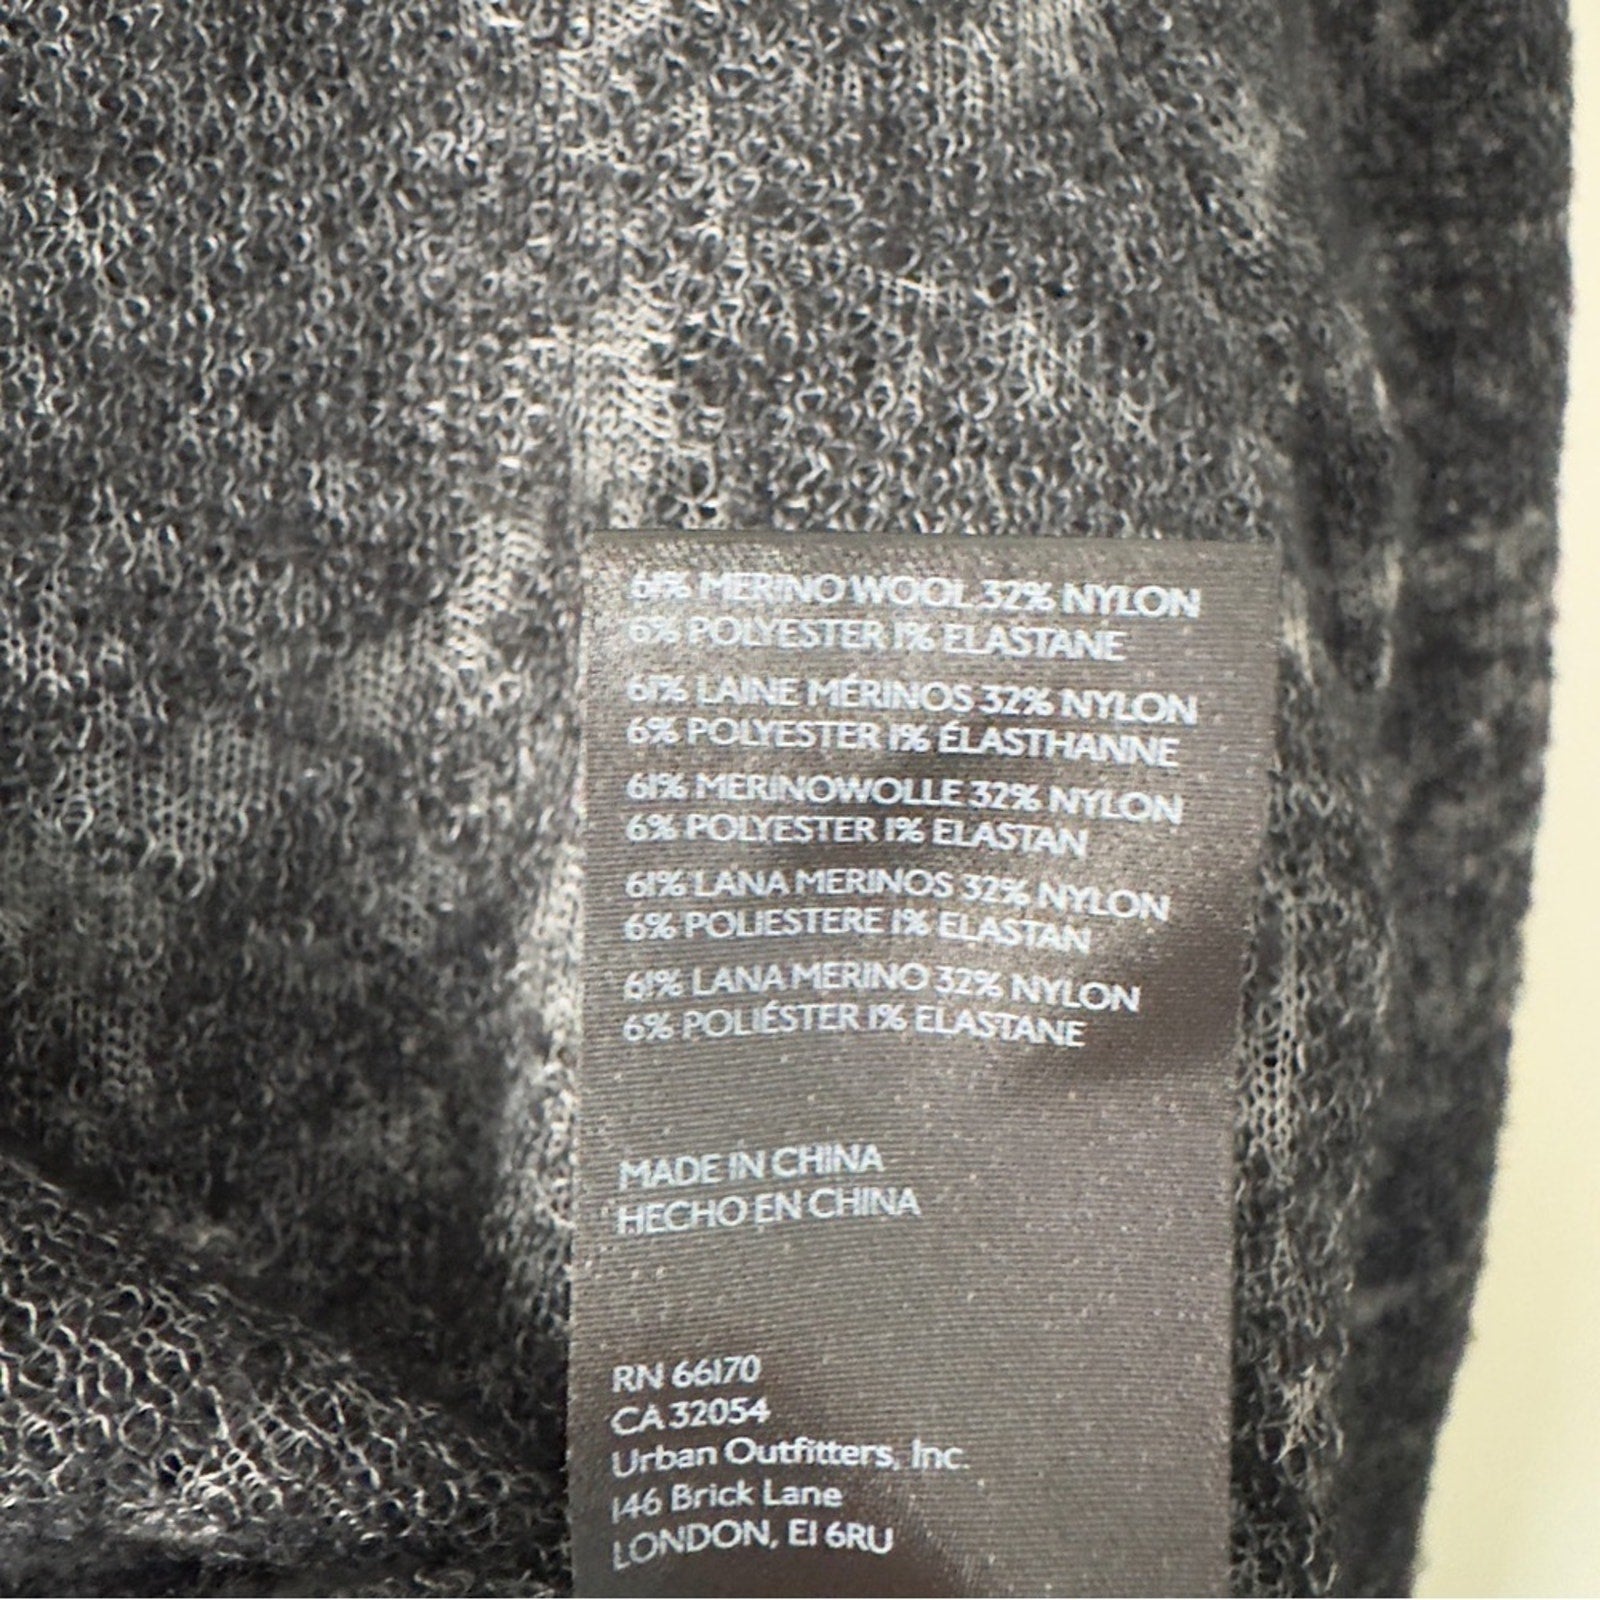 61% MERINO WOOL 32% NYLON
6% POLYESTER 1% ELASTANE
61% LAINE MÉRINOS 32% NYLON
6% POLYESTER 1% ÉLASTHANNE
61% MERINOWOLLE 32% NYLON
6% POLYESTER 1% ELASTAN
61% LANA MERINOS 32% NYLON
6% POLIESTERE 1% ELASTAN
61% LANA MERINO 32% NYLON
6% POLIÉSTER 1% ELASTANE
MADE IN CHINA
HECHO EN CHINA
RN 66170
CA 32054
Urban Outfitters, Inc.
146 Brick Lane
LONDON, E1 6RU